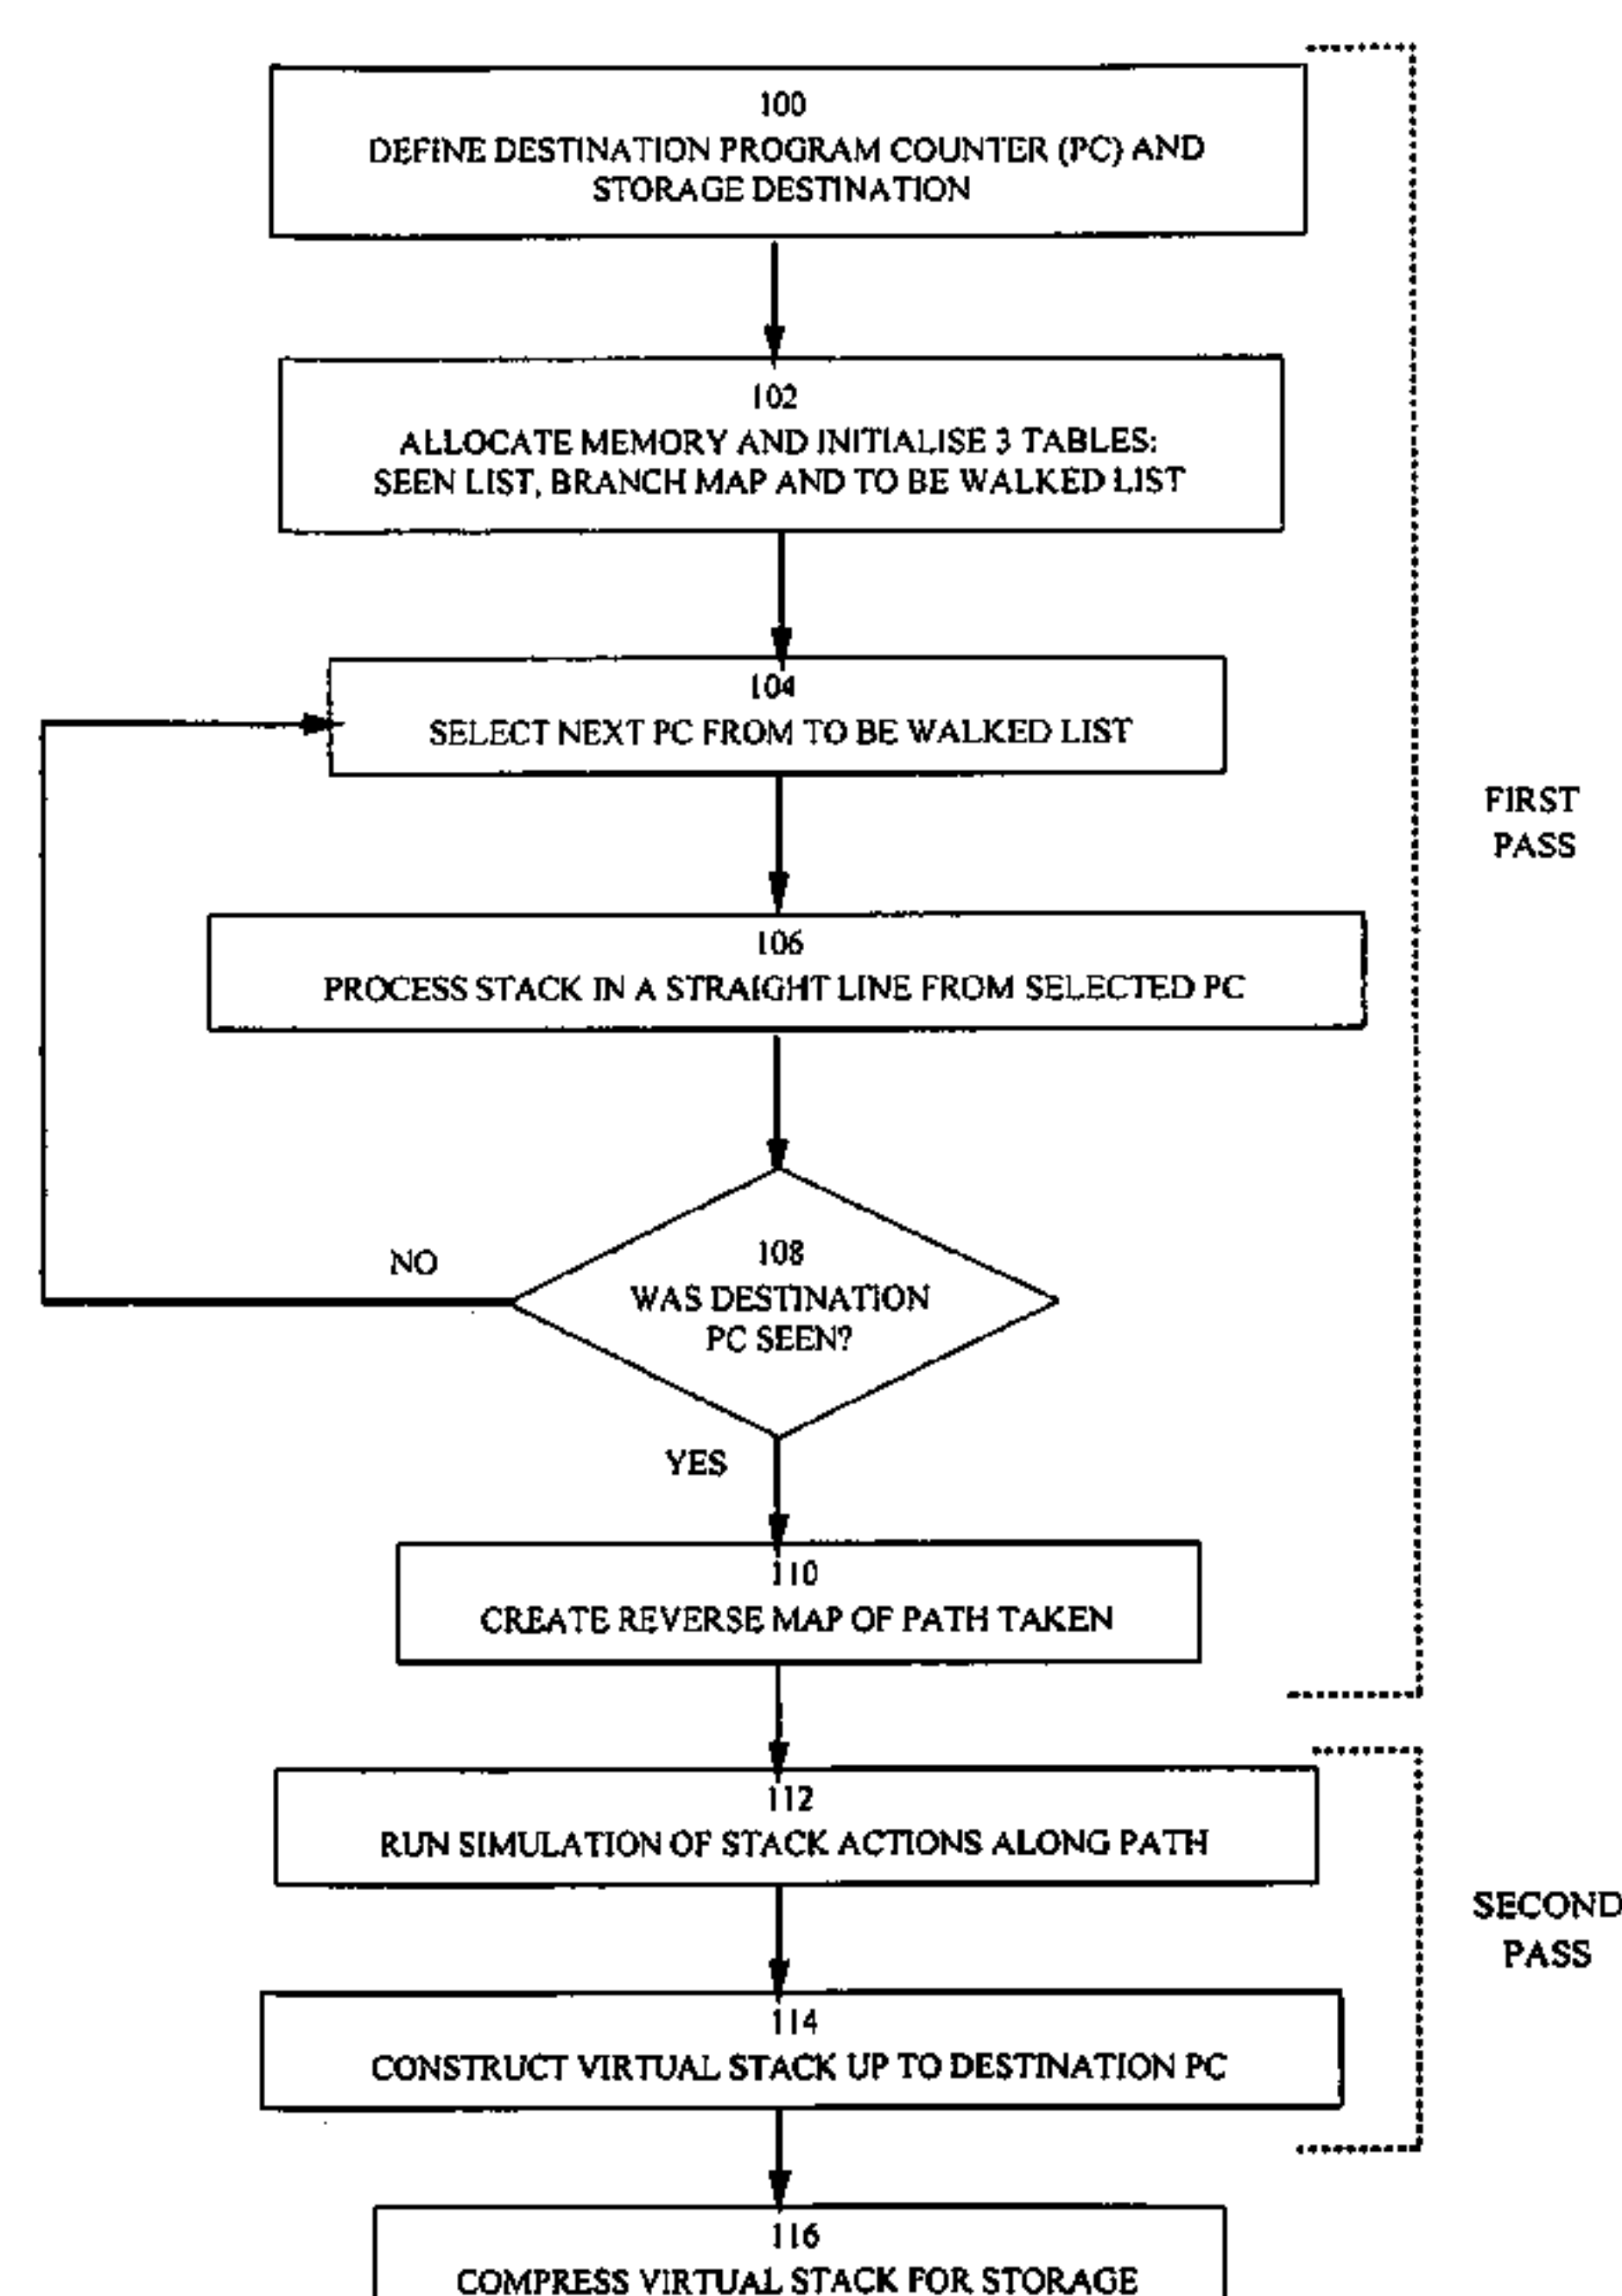 100
DEFINE DESTINATION PROGRAM COUNTER (PC) AND
STORAGE DESTINATION
102
ALLOCATE MEMORY AND INITIALISE 3 TABLES:
SEEN LIST, BRANCH MAP AND TO BE WALKED LIST
104
SELECT NEXT PC FROM TO BE WALKED LIST
FIRST
PASS
106
PROCESS STACK IN A STRAIGHT LINE FROM SELECTED PC
108
WAS DESTINATION
PC SEEN?
NO
YES
110
CREATE REVERSE MAP OF PATH TAKEN
112
RUN SIMULATION OF STACK ACTIONS ALONG PATH
SECOND
PASS
114
CONSTRUCT VIRTUAL STACK UP TO DESTINATION PC
116
COMPRESS VIRTUAL STACK FOR STORAGE